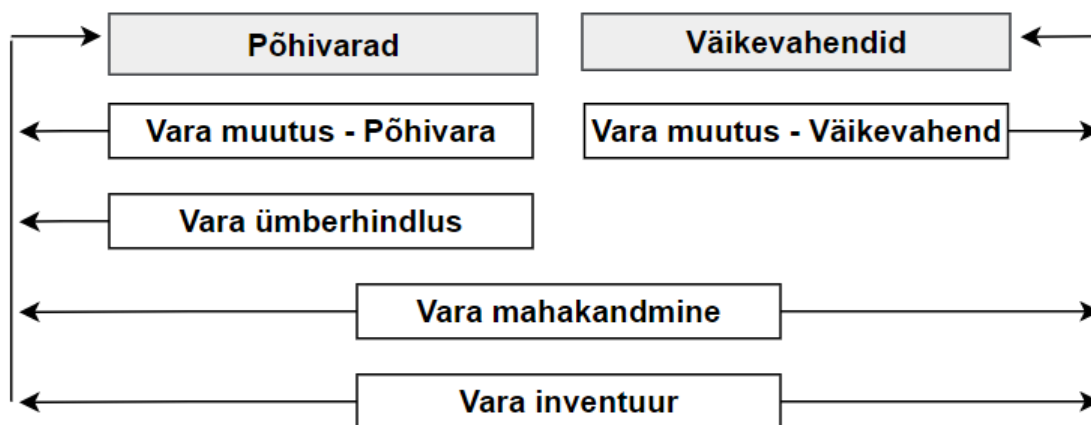 Põhivarad
Väikevahendid
Vara muutus - Põhivara
Vara muutus - Väikevahend
Vara ümberhindlus
Vara mahakandmine
Vara inventuur